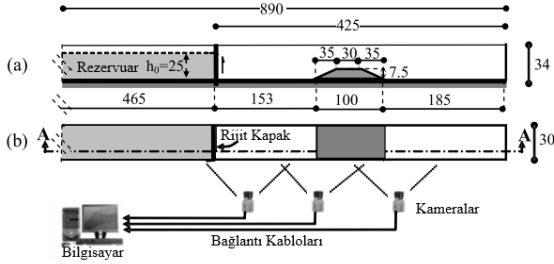 890
425
35 30 35
(a) Rezervuar h₀=25 7.5 34
465 153 100 185
(b) A Rijit Kapak A 30
Kameralar
Bağlantı Kabloları
Bilgisayar